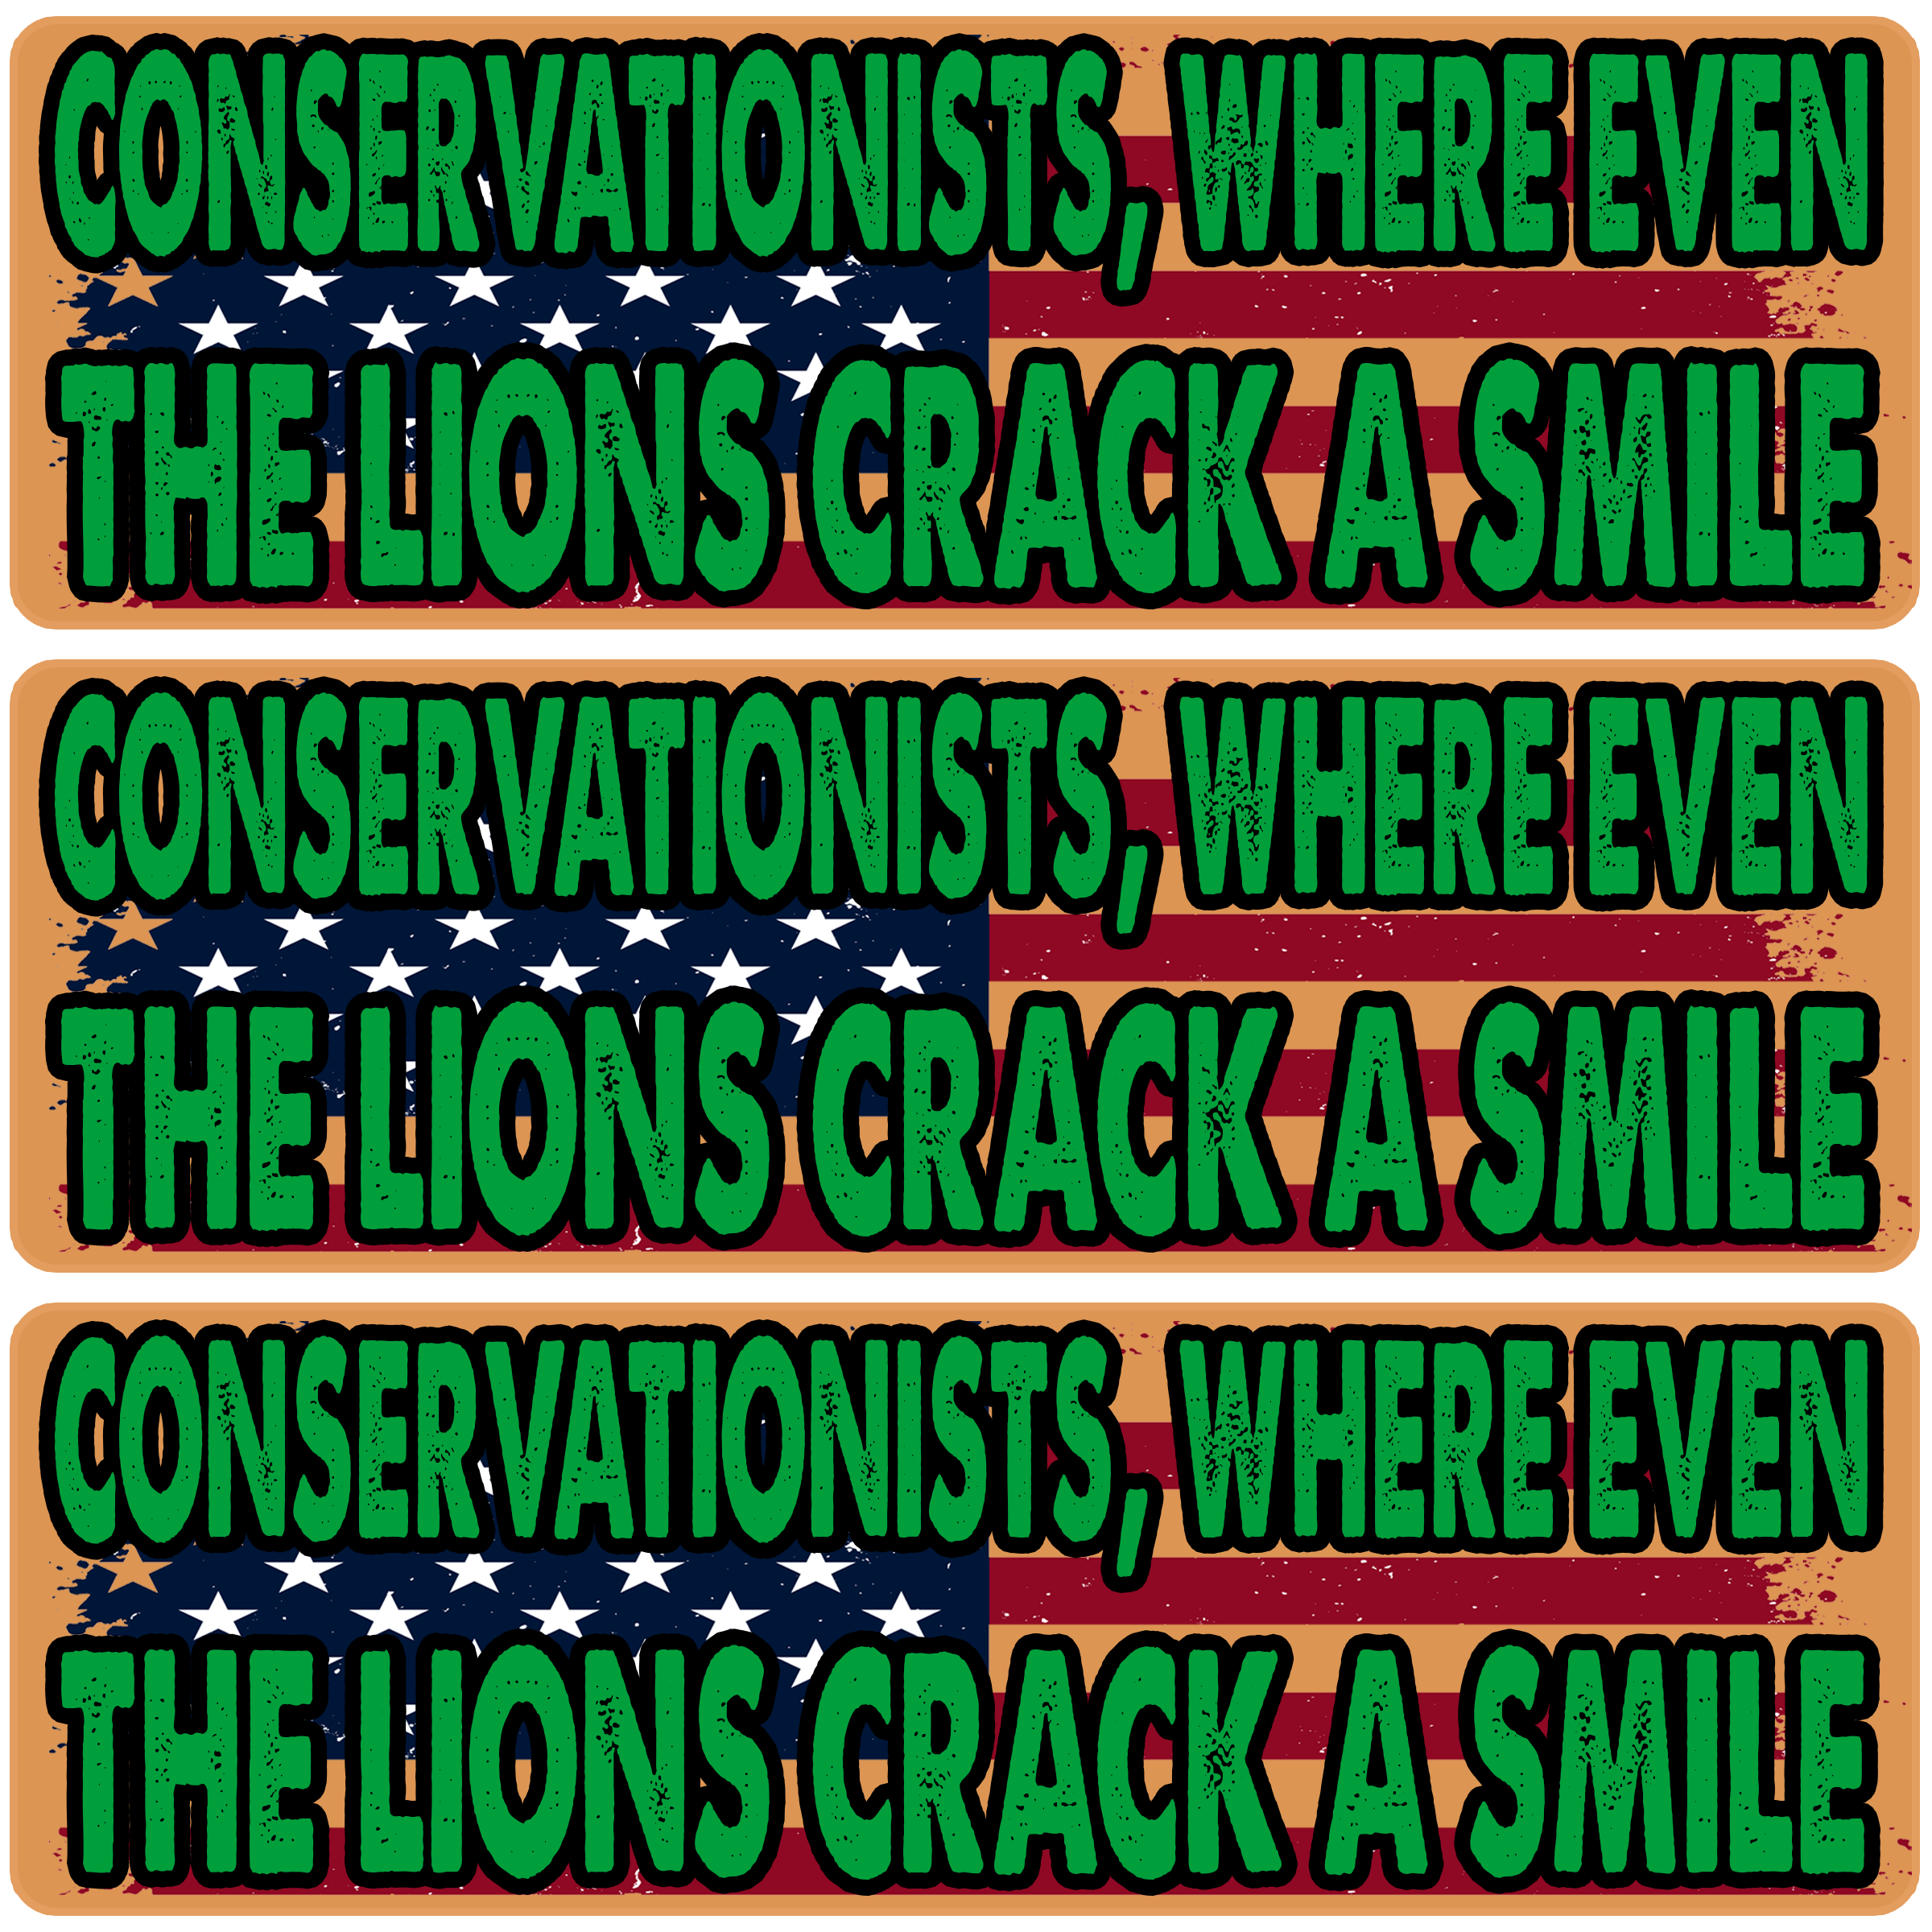 CONSERVATIONISTS, WHERE EVEN
THE LIONS CRACK A SMILE
CONSERVATIONISTS, WHERE EVEN
THE LIONS CRACK A SMILE
CONSERVATIONISTS, WHERE EVEN
THE LIONS CRACK A SMILE